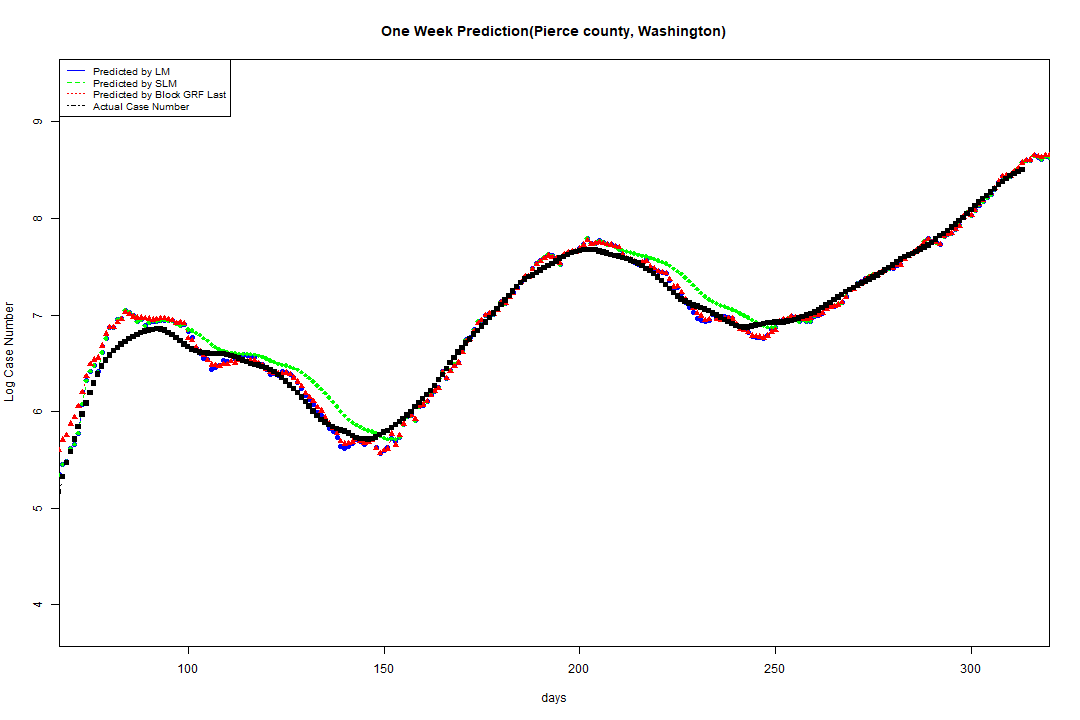 One Week Prediction(Pierce county, Washington)
Predicted by LM
Predicted by SLM
Predicted by Block GRF Last
Actual Case Number
9
8
7
6
5
4
Log Case Number
100 150 200 250 300
days